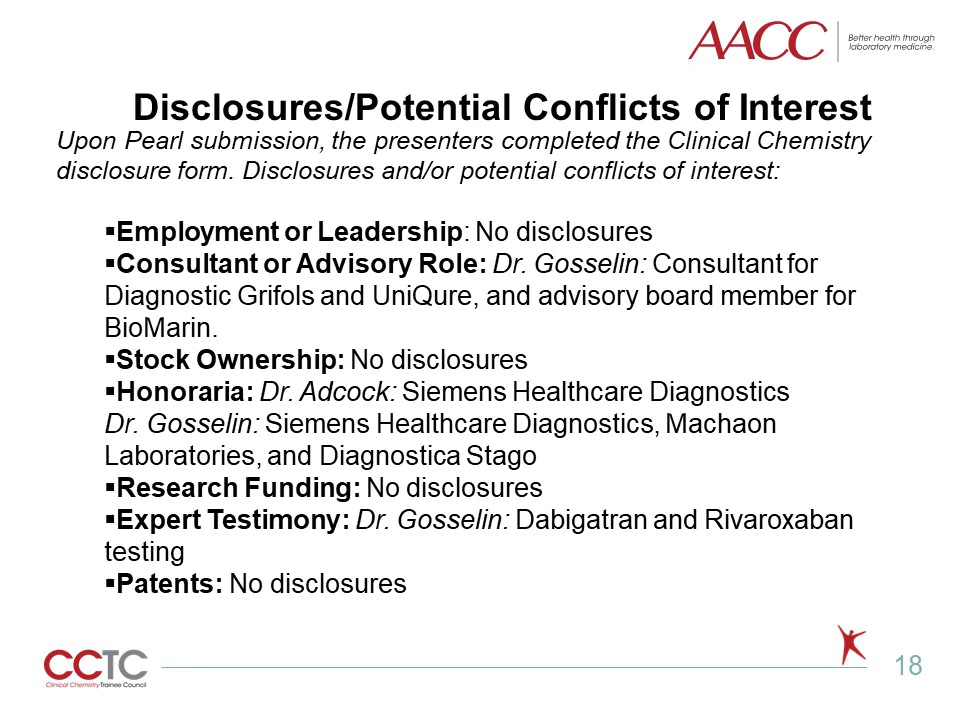 AACC
Better health through
laboratory medicine.
Disclosures/Potential Conflicts of Interest
Upon Pearl submission, the presenters completed the Clinical Chemistry
disclosure form. Disclosures and/or potential conflicts of interest:
▪Employment or Leadership: No disclosures
▪Consultant or Advisory Role: Dr. Gosselin: Consultant for
Diagnostic Grifols and UniQure, and advisory board member for
BioMarin.
▪Stock Ownership: No disclosures
▪Honoraria: Dr. Adcock: Siemens Healthcare Diagnostics
Dr. Gosselin: Siemens Healthcare Diagnostics, Machaon
Laboratories, and Diagnostica Stago
▪Research Funding: No disclosures
▪Expert Testimony: Dr. Gosselin: Dabigatran and Rivaroxaban
testing
▪Patents: No disclosures
CCTC
Clinical Chemistry Trainee Council
18